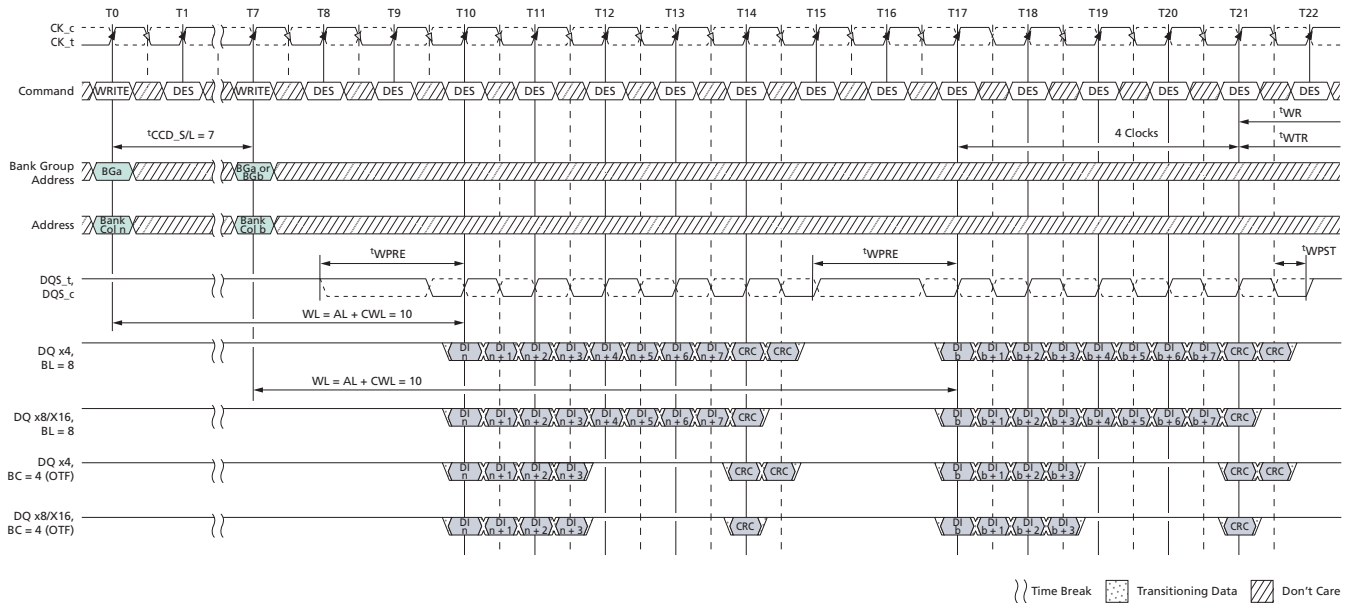 T0 T1 T7 T8 T9 T10 T11 T12 T13 T14 T15 T16 T17 T18 T19 T20 T21 T22
CK_c
CK_t
Command WRITE DES WRITE DES DES DES DES DES DES DES DES DES DES DES DES DES DES DES
tWR
tCCD_S/L = 7
4 Clocks
tWTR
Bank Group
Address
BGa
BGa or
BGb
Address
Bank
Col n
Bank
Col b
tWPRE tWPRE tWPST
DQS_t,
DQS_c
WL = AL + CWL = 10
DQ x4,
BL = 8
DI
n
DI
n + 1
DI
n + 2
DI
n + 3
DI
n + 4
DI
n + 5
DI
n + 6
DI
n + 7
CRC CRC
DI
b
DI
b + 1
DI
b + 2
DI
b + 3
DI
b + 4
DI
b + 5
DI
b + 6
DI
b + 7
CRC CRC
WL = AL + CWL = 10
DQ x8/X16,
BL = 8
DI
n
DI
n + 1
DI
n + 2
DI
n + 3
DI
n + 4
DI
n + 5
DI
n + 6
DI
n + 7
CRC
DI
b
DI
b + 1
DI
b + 2
DI
b + 3
DI
b + 4
DI
b + 5
DI
b + 6
DI
b + 7
CRC
DQ x4,
BC = 4 (OTF)
DI
n
DI
n + 1
DI
n + 2
DI
n + 3
CRC CRC
DI
b
DI
b + 1
DI
b + 2
DI
b + 3
CRC CRC
DQ x8/X16,
BC = 4 (OTF)
DI
n
DI
n + 1
DI
n + 2
DI
n + 3
CRC
DI
b
DI
b + 1
DI
b + 2
DI
b + 3
CRC
Time Break Transitioning Data Don't Care